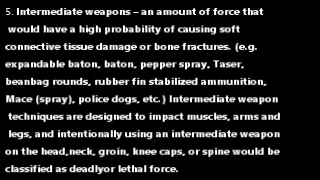 5. Intermediate weapons – an amount of force that
would have a high probability of causing soft
connective tissue damage or bone fractures. (e.g.
expandable baton, baton, pepper spray, Taser,
beanbag rounds, rubber fin stabilized ammunition,
Mace (spray), police dogs, etc.) Intermediate weapon
techniques are designed to impact muscles, arms and
legs, and intentionally using an intermediate weapon
on the head,neck, groin, knee caps, or spine would be
classified as deadlyor lethal force.